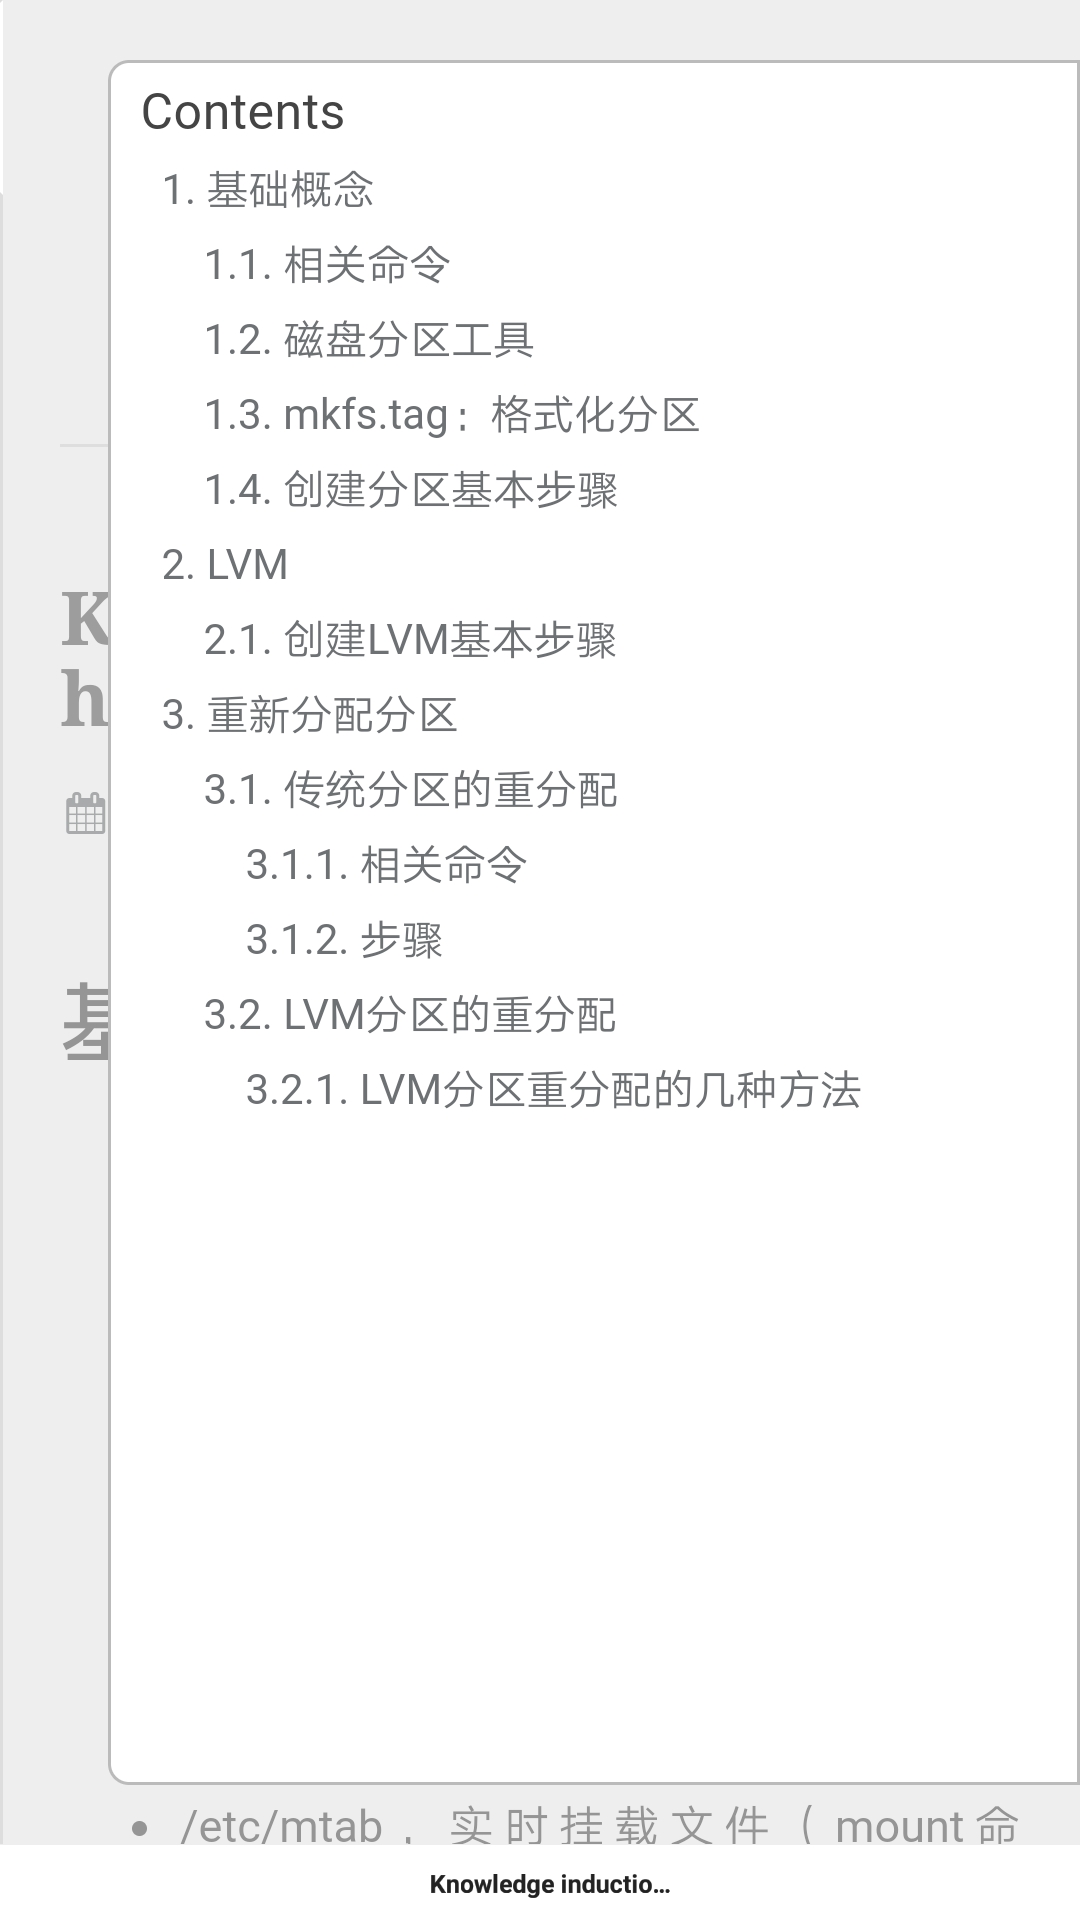 Contents
1. 基础概念
1.1. 相关命令
1.2. 磁盘分区工具
1.3. mkfs.tag：格式化分区
1.4. 创建分区基本步骤
2. LVM
2.1. 创建LVM基本步骤
3. 重新分配分区
3.1. 传统分区的重分配
3.1.1. 相关命令
3.1.2. 步骤
3.2. LVM分区的重分配
3.2.1. LVM分区重分配的几种方法
K
h
基
• /etc/mtab，实时挂载文件（mount命
Knowledge inductio...